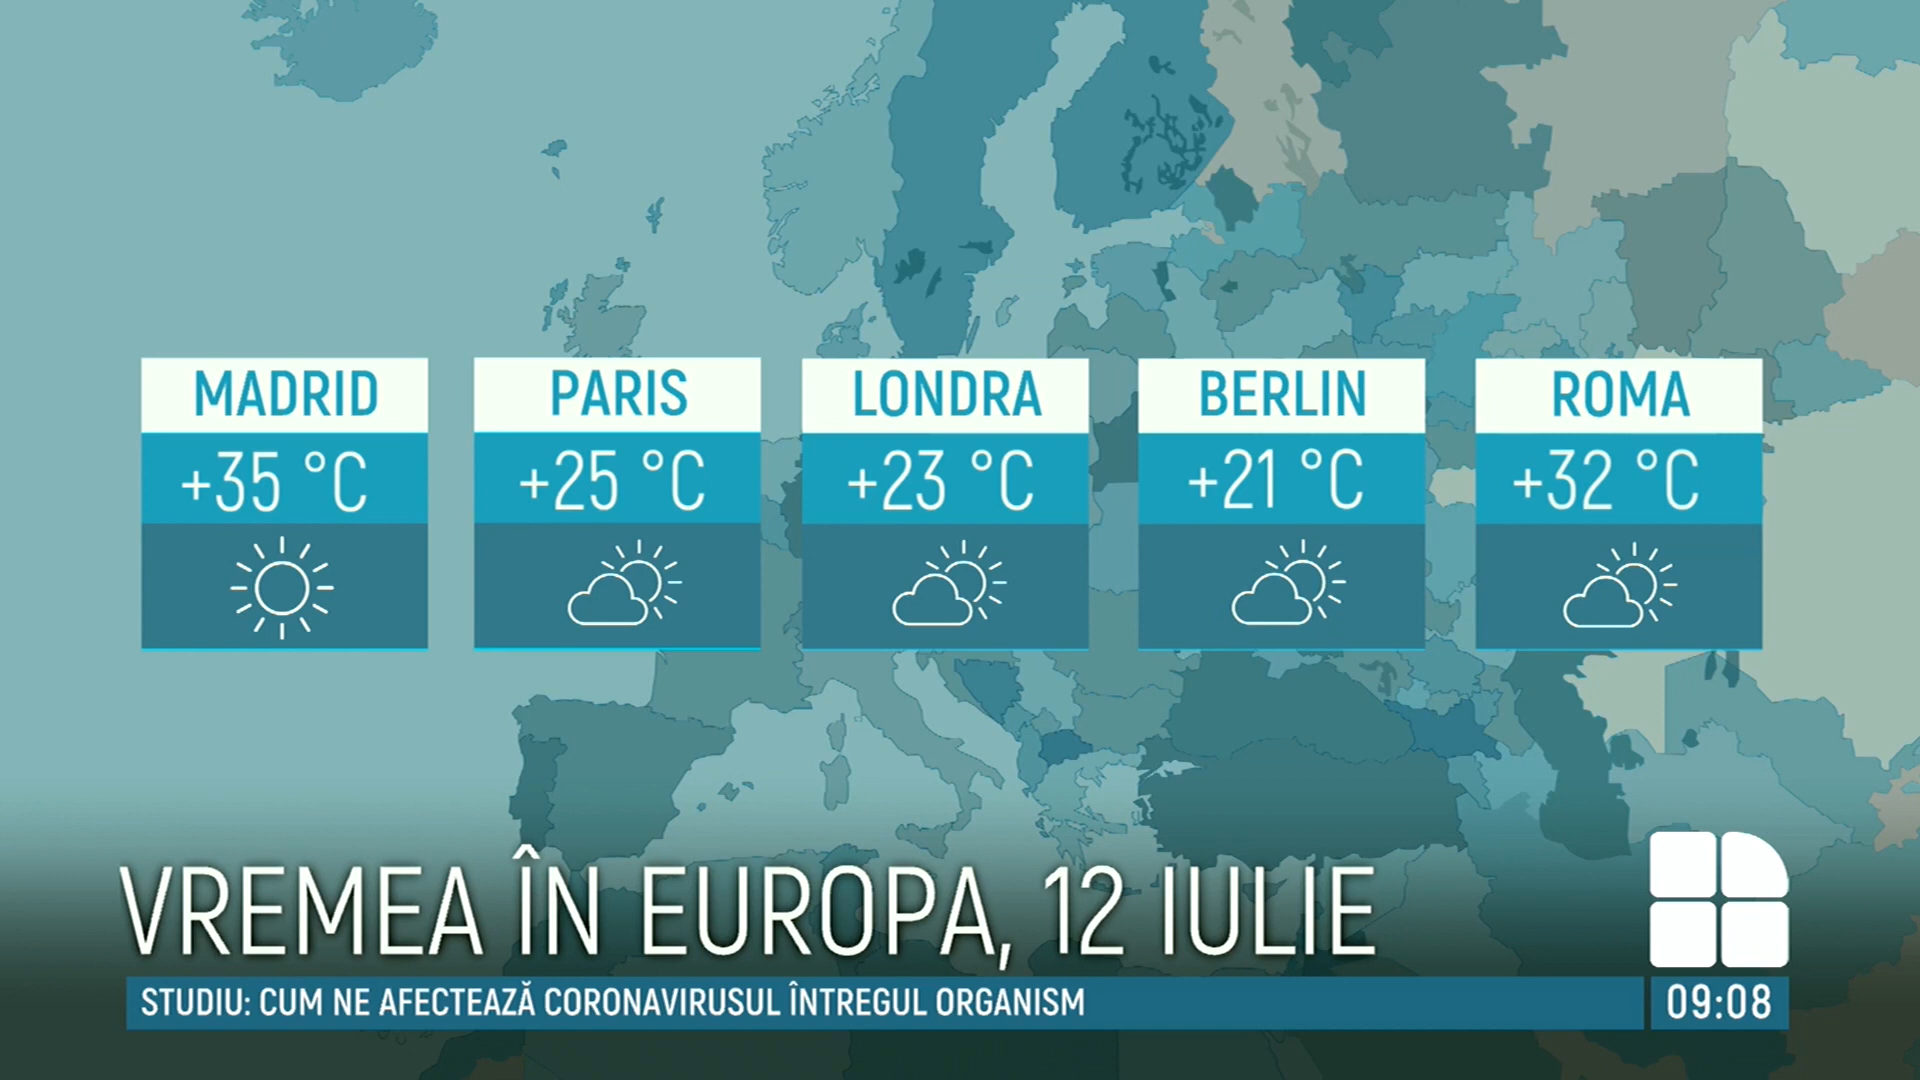 MADRID
+35 °C
PARIS
+25 °C
LONDRA
+23 °C
BERLIN
+21 °C
ROMA
+32 °C
VREMEA ÎN EUROPA, 12 IULIE
STUDIU: CUM NE AFECTEAZĂ CORONAVIRUSUL ÎNTREGUL ORGANISM
09:08